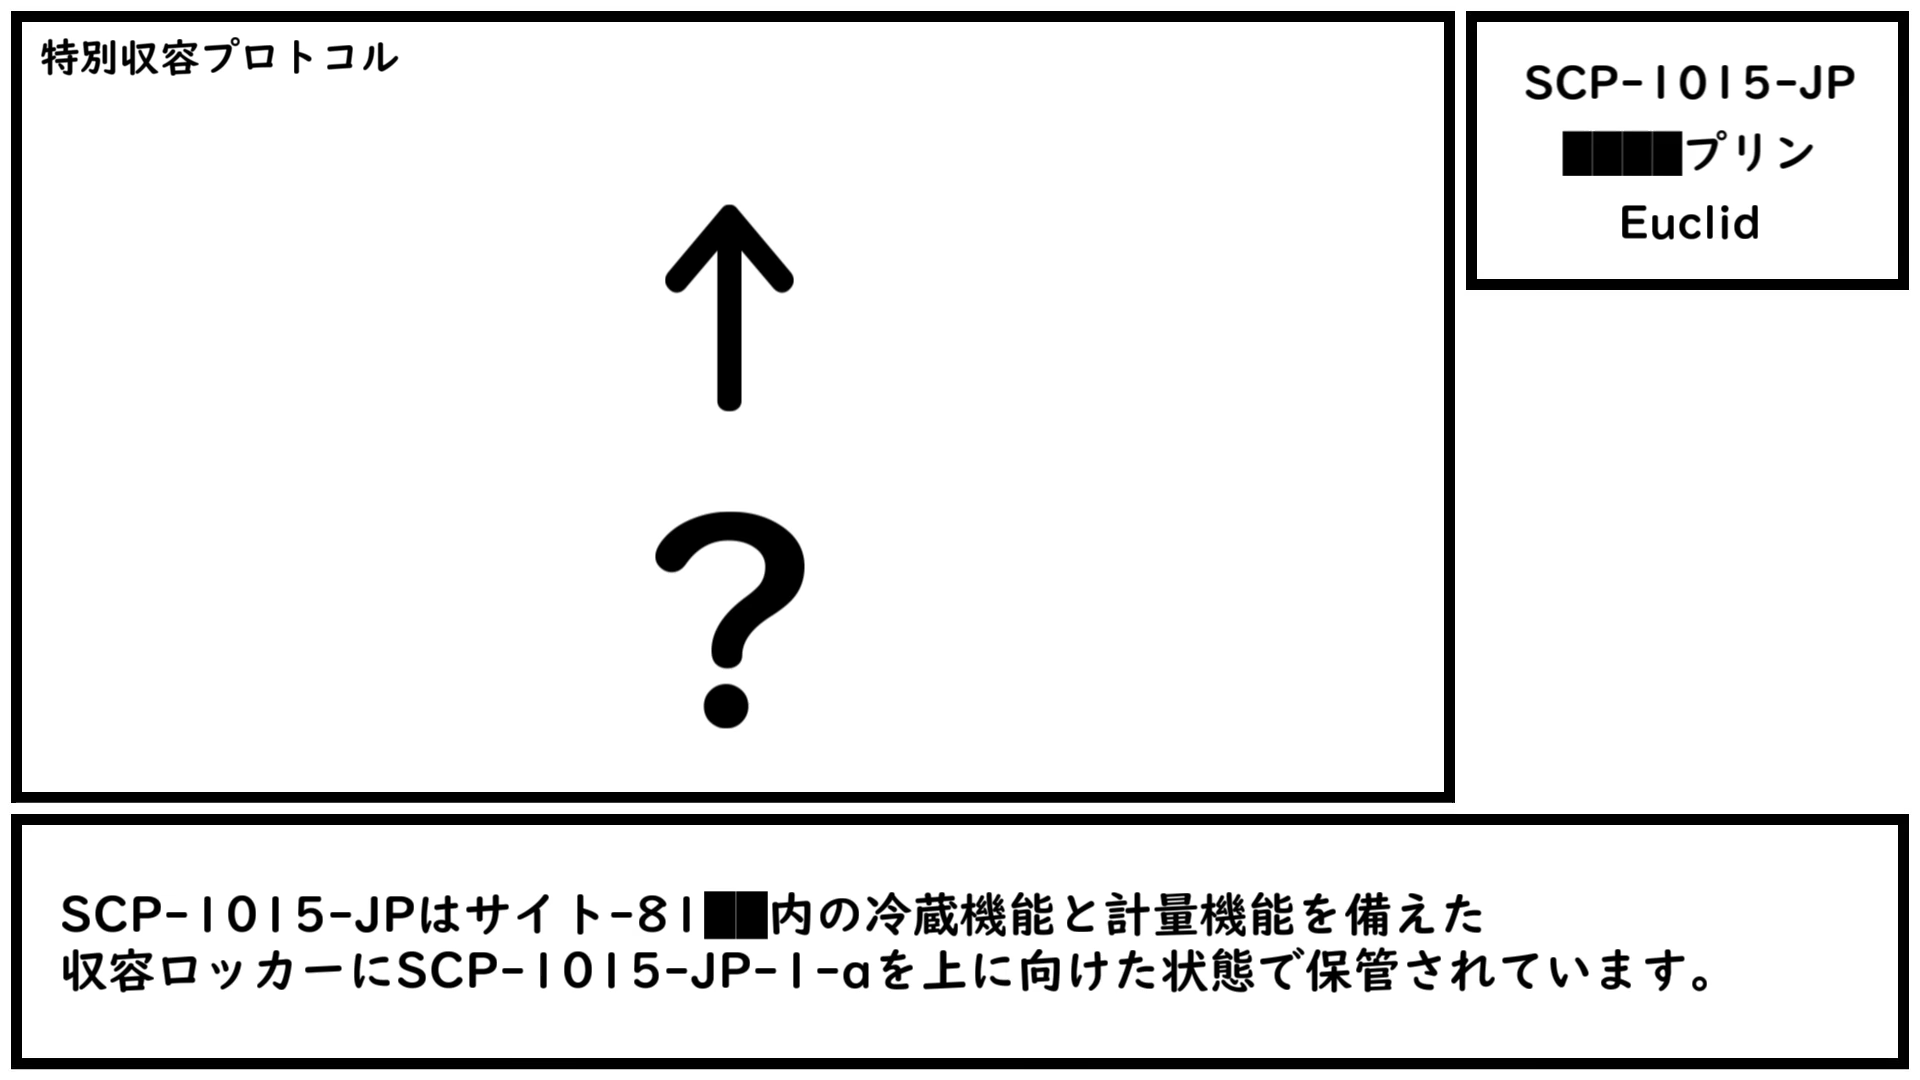 特別収容プロトコル
?
SCP-1015-JP
████プリン
Euclid
SCP-1015-JPはサイト-81██内の冷蔵機能と計量機能を備えた
収容ロッカーにSCP-1015-JP-1-aを上に向けた状態で保管されています。